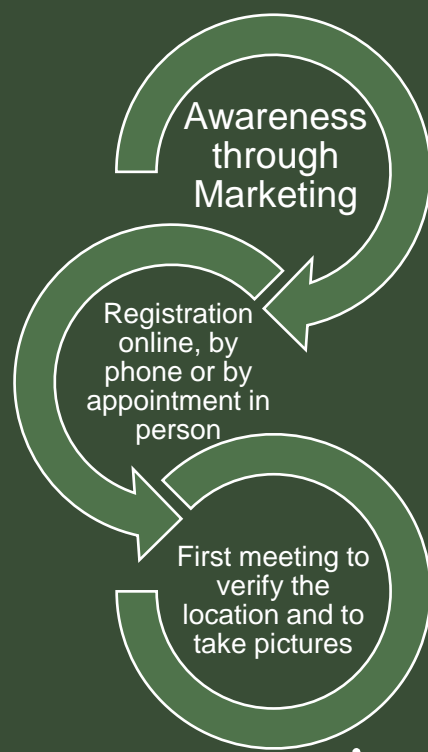 Awareness
through
Marketing
Registration
online, by
phone or by
appointment in
person
First meeting to
verify the
location and to
take pictures